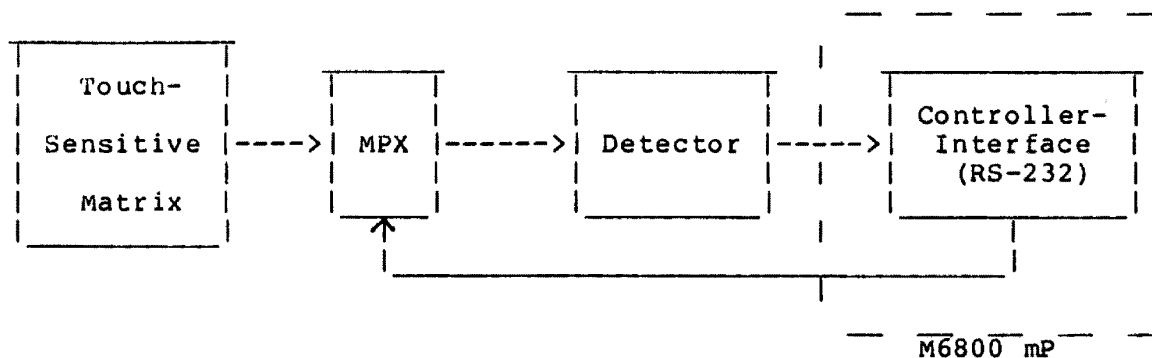 Touch-
Sensitive
Matrix
MPX
Detector
Controller-
Interface
(RS-232)
M6800 mP